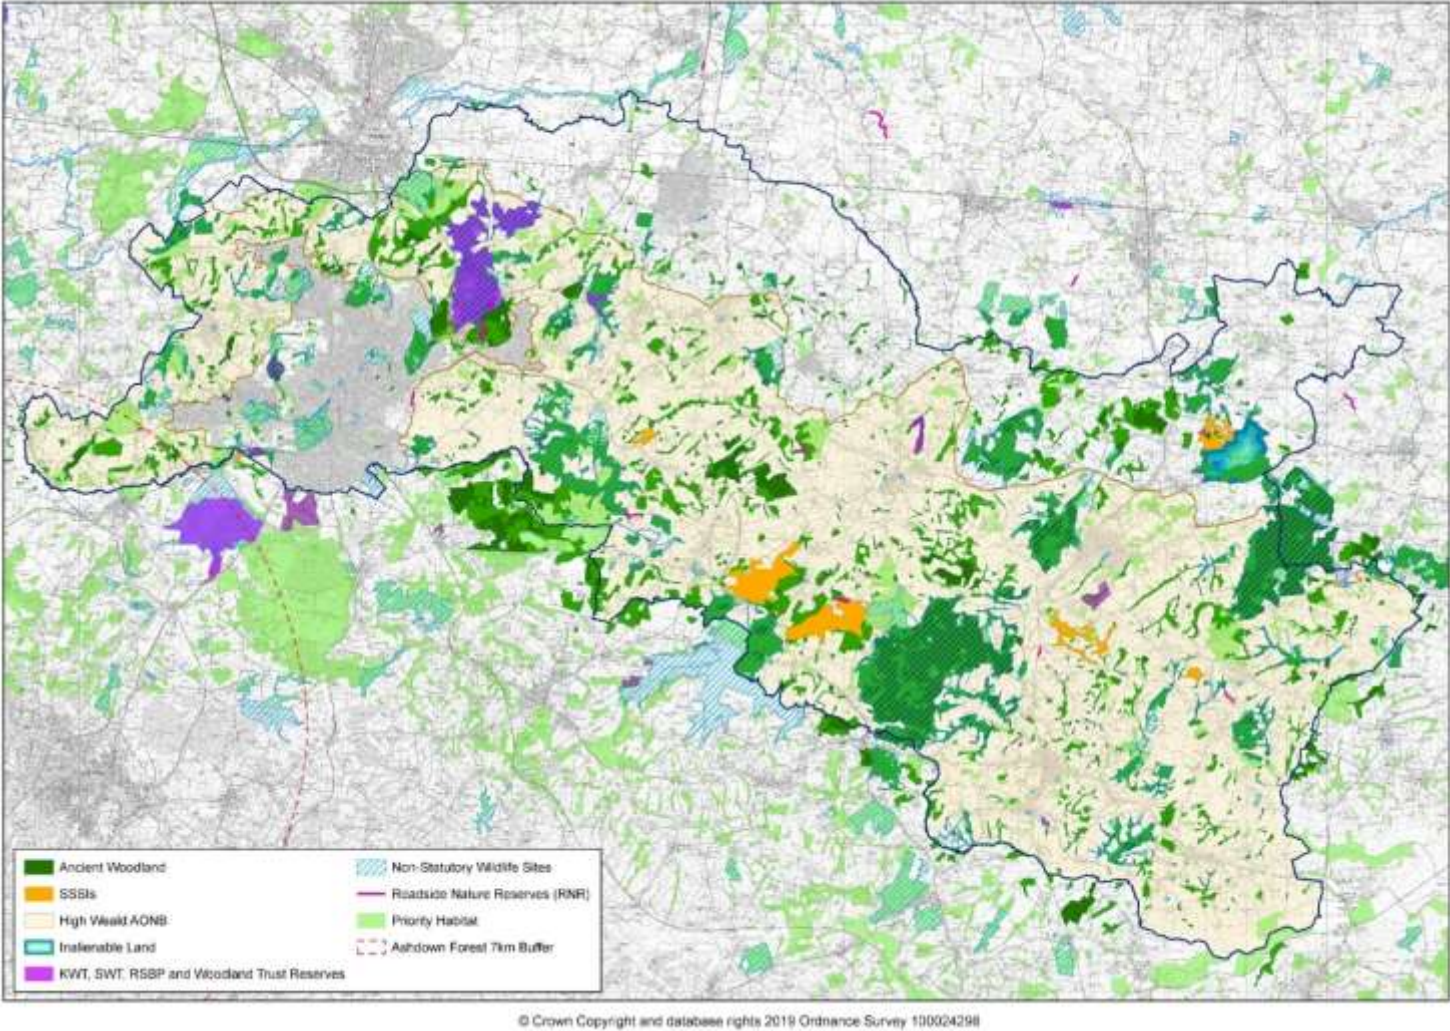 Ancient Woodland
SSSIs
High Weald AONB
Inalienable Land
KWT, SWT, RSBP and Woodland Trust Reserves
Non-Statutory Wildlife Sites
Roadside Nature Reserves (RNR)
Priority Habitat
Ashdown Forest 7km Buffer
© Crown Copyright and database rights 2019 Ordnance Survey 100024298